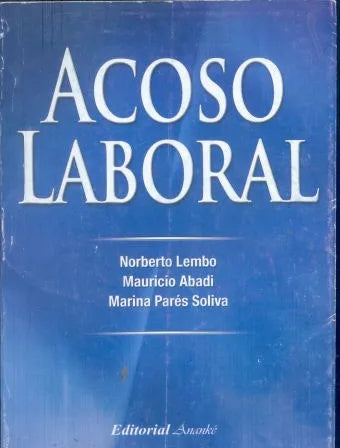 ACOSO
LABORAL
Norberto Lembo
Mauricio Abadi
Marina Parés Soliva
Editorial Ananké